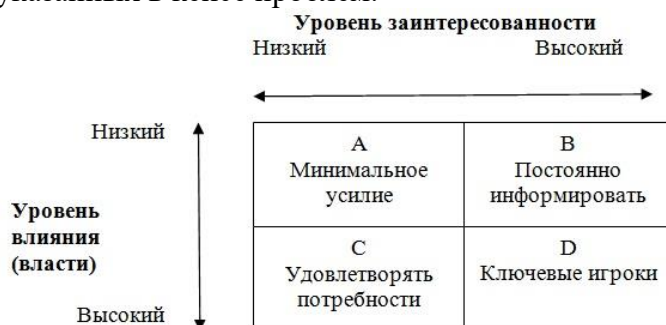 Уровень заинтересованности
Низкий Высокий
Низкий
Уровень
влияния
(власти)
Высокий
A
Минимальное
усилие
B
Постоянно
информировать
C
Удовлетворять
потребности
D
Ключевые игроки